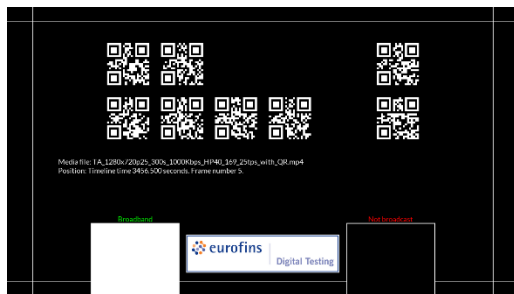 Media file: TA_1280x720p25_300s_1000Kbps_HP40_169_25fps_with_QR.mp4
Position: Timeline time 3456.500 seconds. Frame number 5.
Broadband
Not broadcast
eurofins
Digital Testing